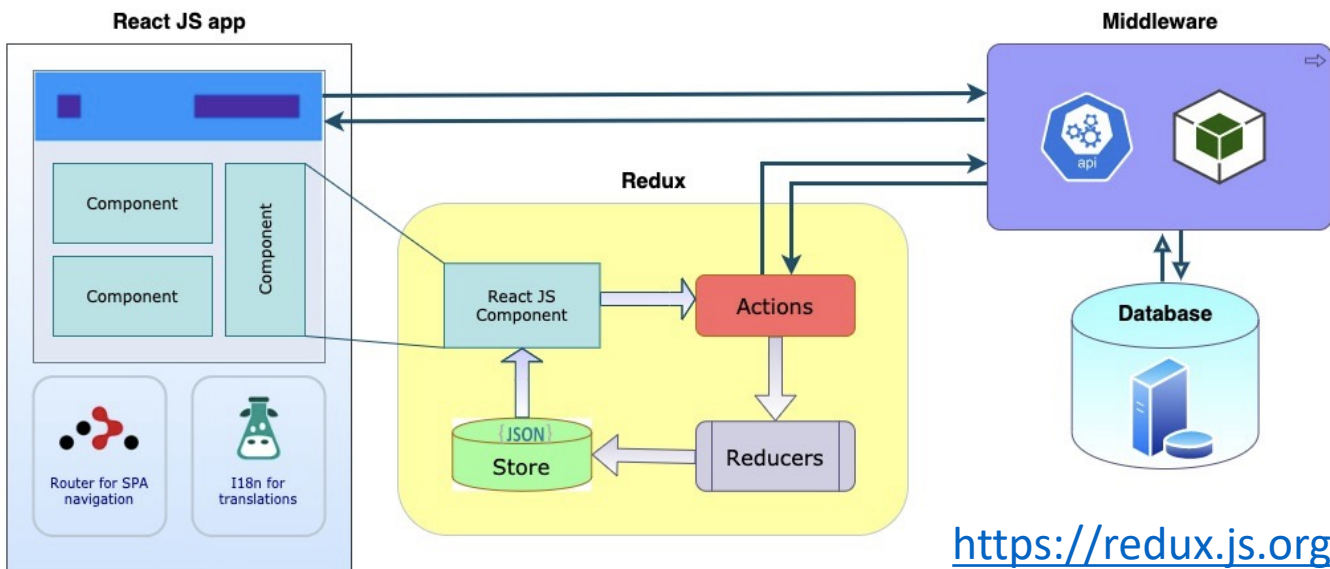 React JS app
Middleware
api
Redux
Component
Component
Component
React JS
Component
Actions
Database
{JSON}
Store
Reducers
Router for SPA
navigation
I18n for
translations
https://redux.js.org